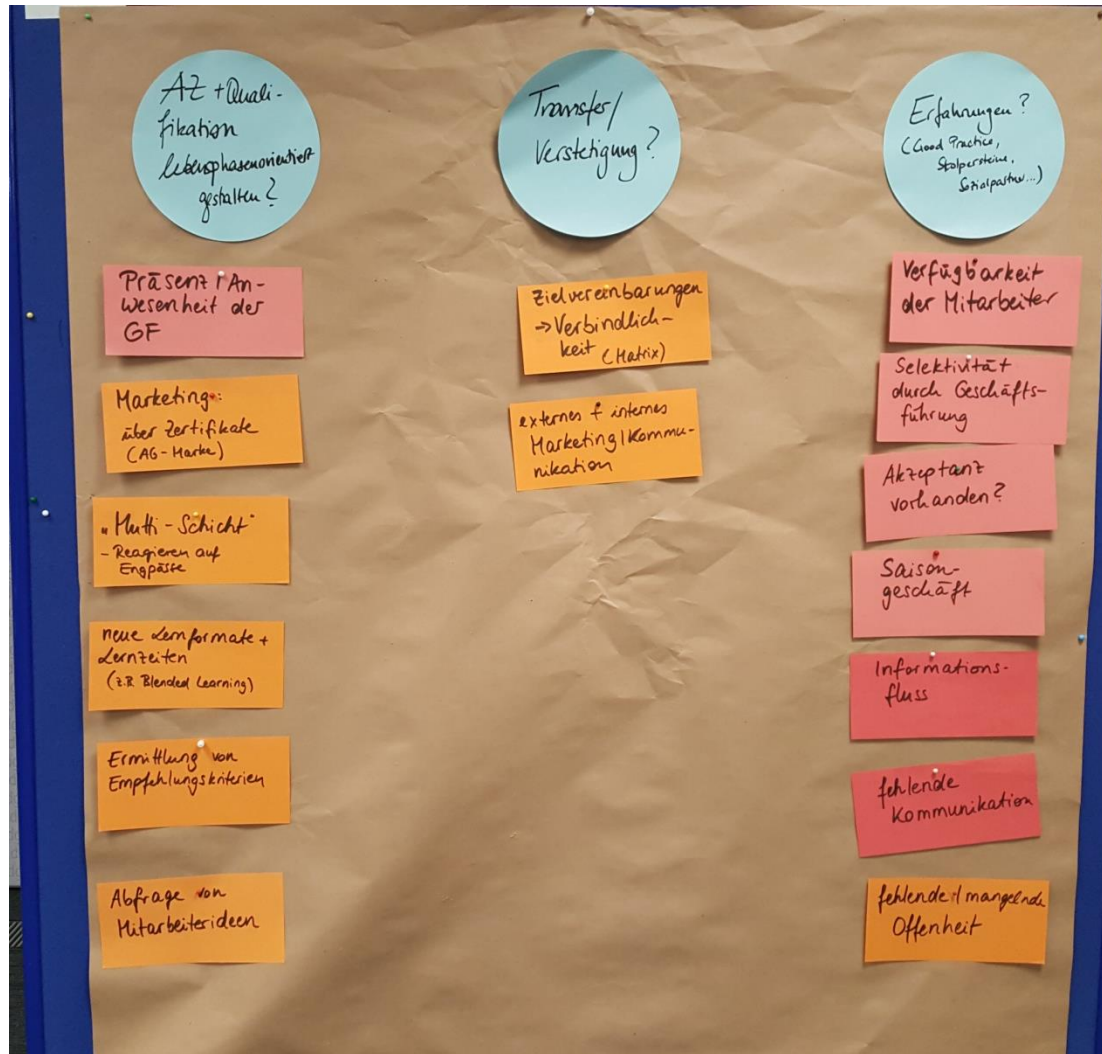 AZ + Quali-
fikation
lebensphasenorientiert
gestalten?
Präsenz / An-
wesenheit der
GF
Marketing:
über Zertifikate
(AG-Marke)
"Mutti-Schicht"
- Reagieren auf
Engpässe
neue Lernformate +
Lernzeiten
(z.B. Blended Learning)
Ermittlung von
Empfehlungskriterien
Abfrage von
Mitarbeiterideen
Transfer/
Verstetigung?
Zielvereinbarungen
→ Verbindlich-
keit (Matrix)
externes + internes
Marketing/Kommu-
nikation
Erfahrungen?
(Good Practice,
Stolpersteine,
Sozialpartner...)
Verfügbarkeit
der Mitarbeiter
Selektivität
durch Geschäfts-
führung
Akzeptanz
vorhanden?
Saison-
geschäft
Informations-
fluss
fehlende
Kommunikation
fehlende / mangelnde
Offenheit